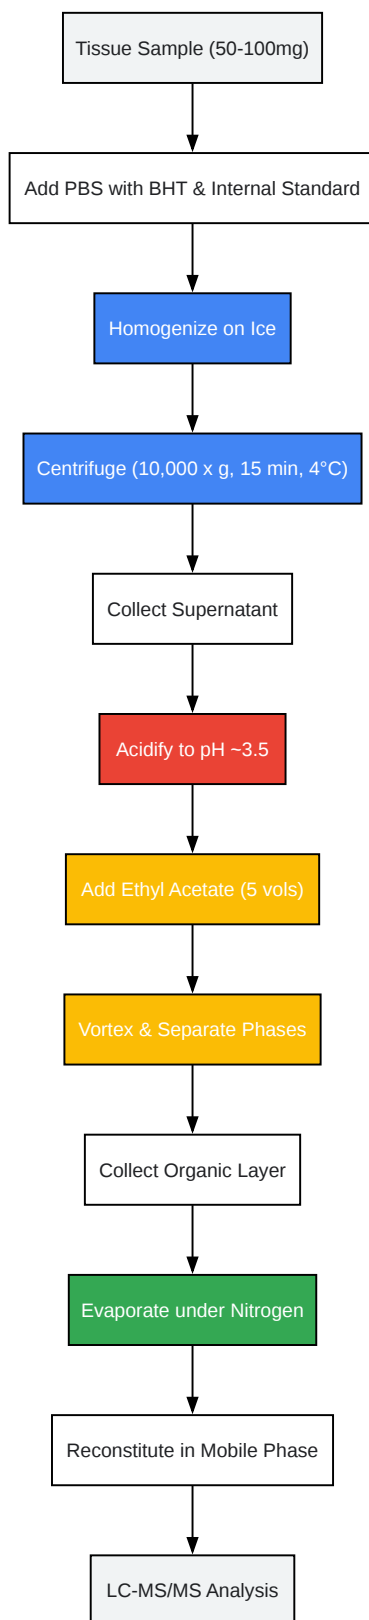 Tissue Sample (50-100mg)
Add PBS with BHT & Internal Standard
Homogenize on Ice
Centrifuge (10,000 x g, 15 min, 4°C)
Collect Supernatant
Acidify to pH ~3.5
Add Ethyl Acetate (5 vols)
Vortex & Separate Phases
Collect Organic Layer
Evaporate under Nitrogen
Reconstitute in Mobile Phase
LC-MS/MS Analysis